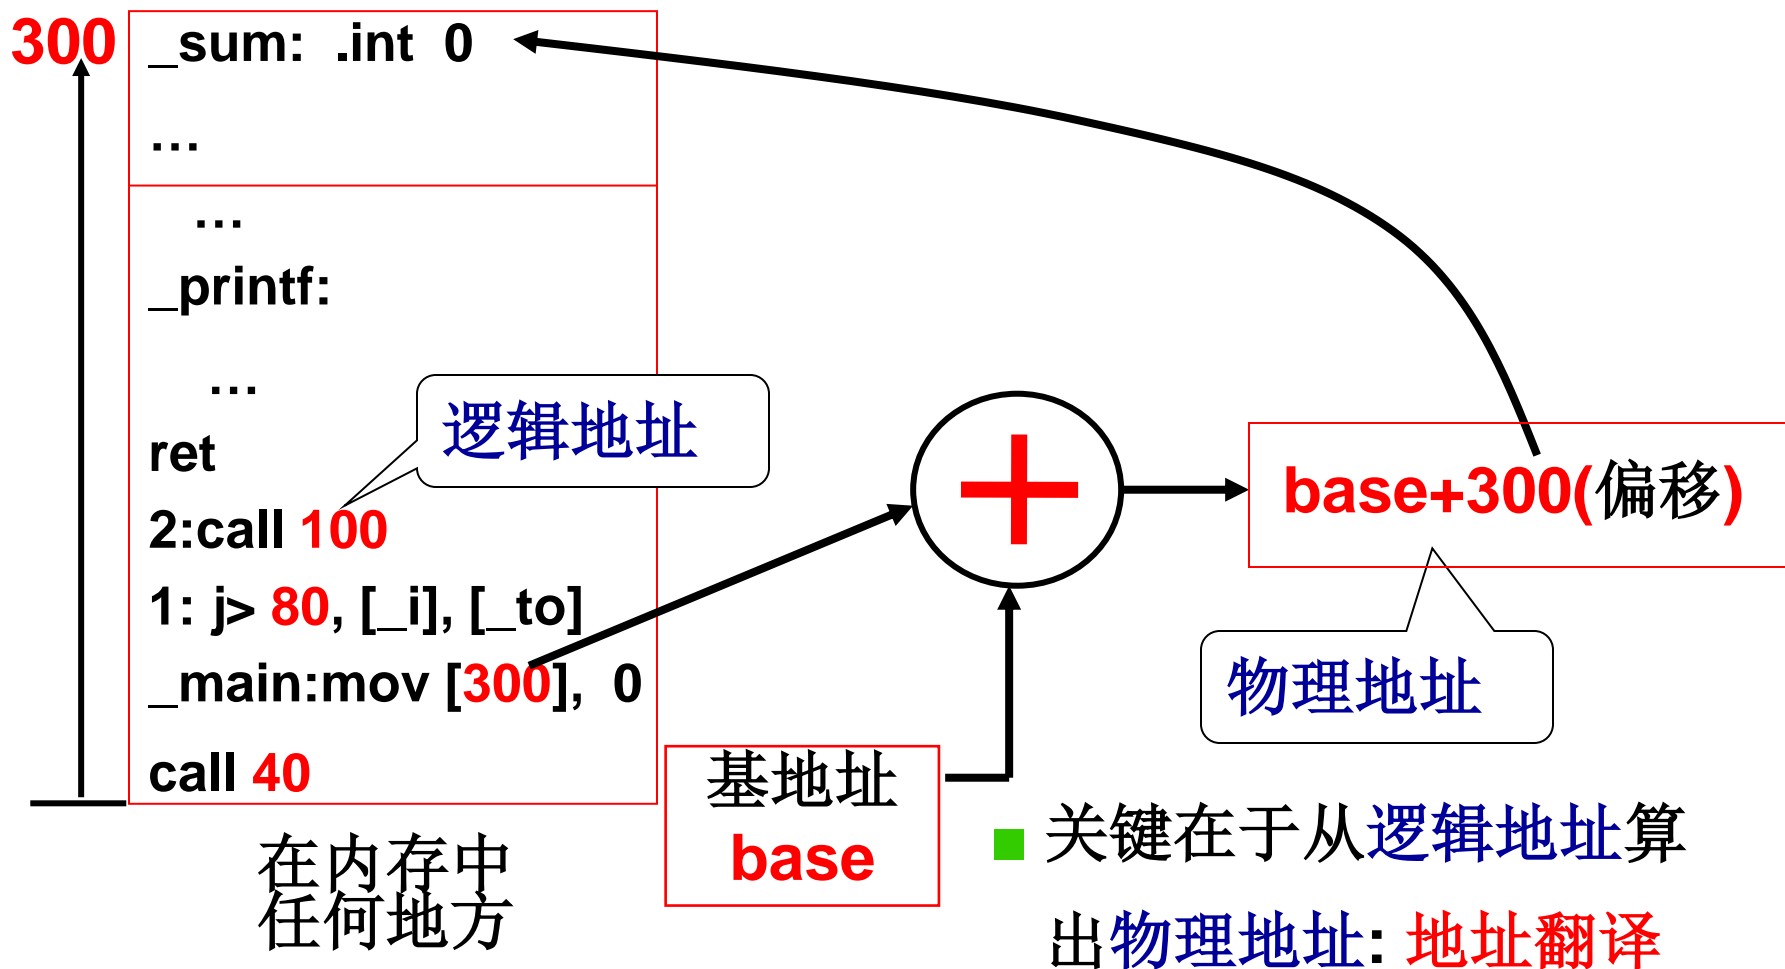 300
_sum: .int 0
…
…
_printf:
…
ret
2:call 100
1: j> 80, [_i], [_to]
_main:mov [300], 0
call 40
在内存中
任何地方
逻辑地址
基地址
base
+
base+300(偏移)
物理地址
关键在于从逻辑地址算
出物理地址: 地址翻译